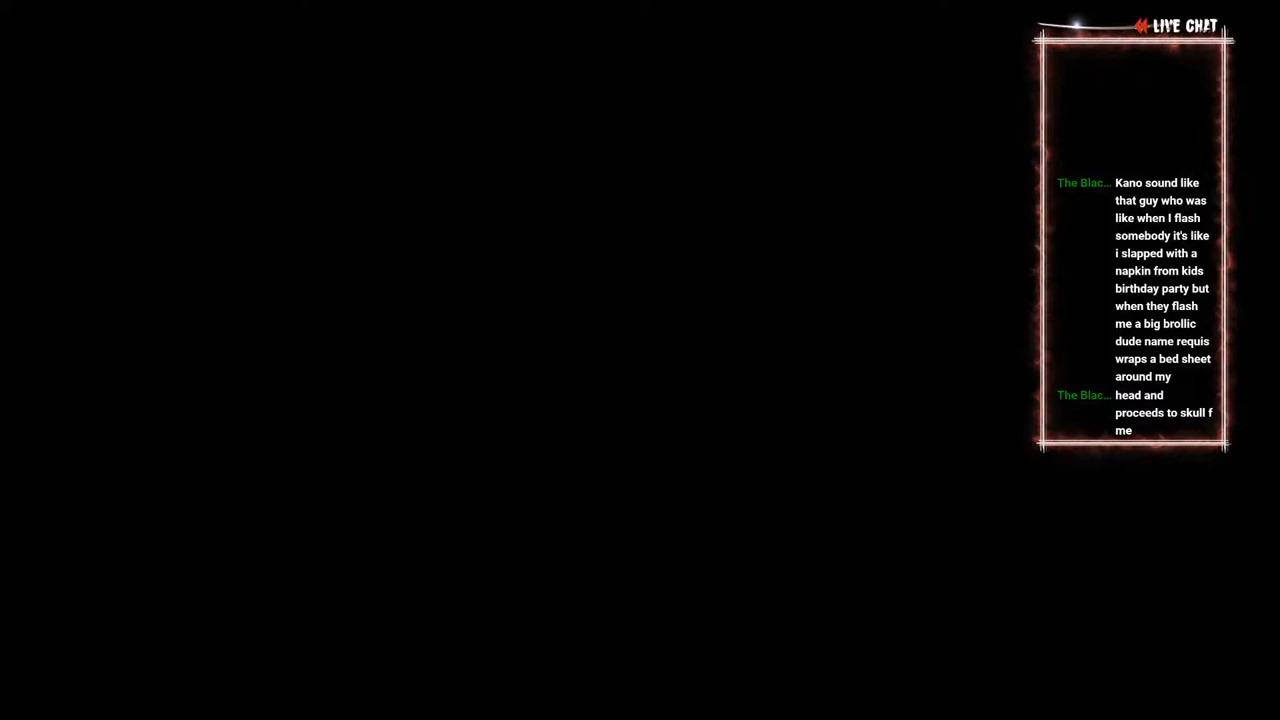 LIVE CHAT
The Blac... Kano sound like
that guy who was
like when I flash
somebody it's like
i slapped with a
napkin from kids
birthday party but
when they flash
me a big brollic
dude name requis
wraps a bed sheet
around my
The Blac... head and
proceeds to skull f
me